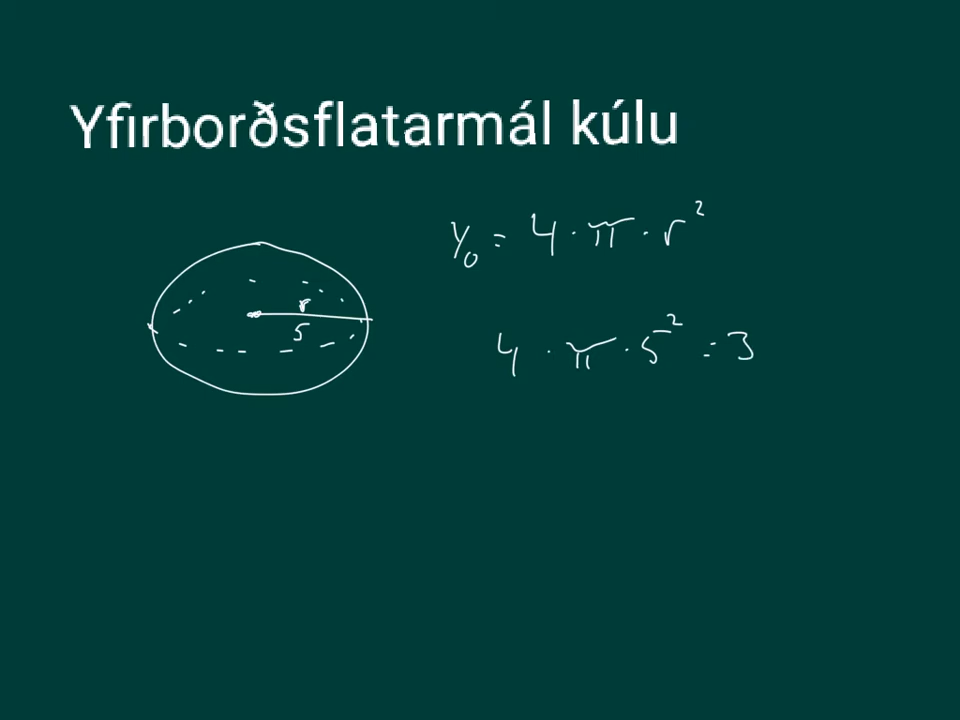 Yfirborðsflatarmál kúlu
Y₀ = 4 · π · r²
r
5
4 · π · 5² = 3